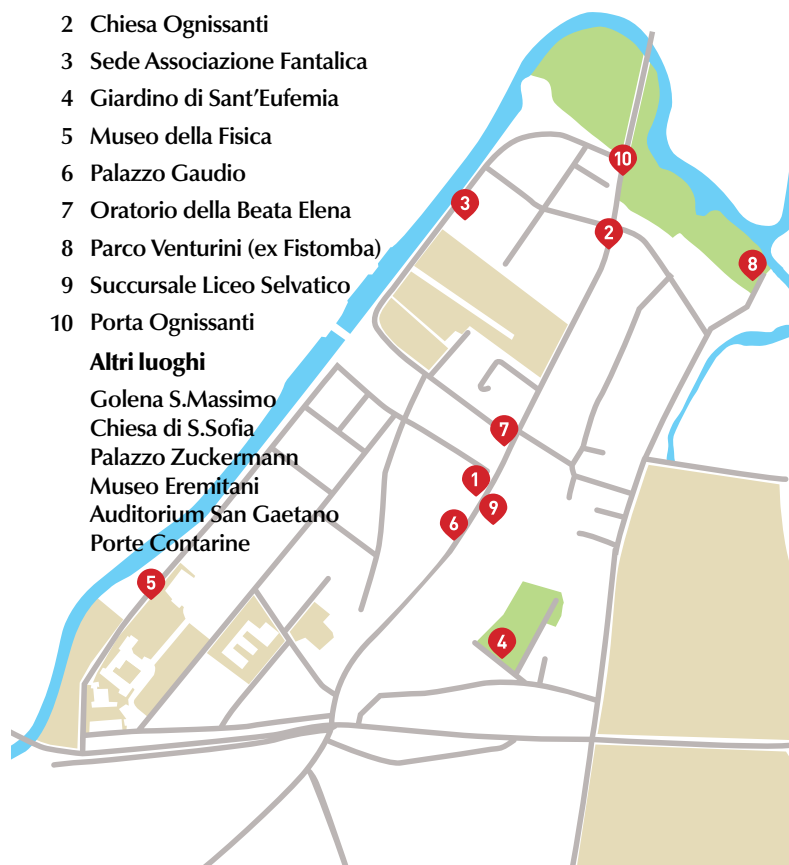 2 Chiesa Ognissanti
3 Sede Associazione Fantalica
4 Giardino di Sant'Eufemia
5 Museo della Fisica
6 Palazzo Gaudio
7 Oratorio della Beata Elena
8 Parco Venturini (ex Fistomba)
9 Succursale Liceo Selvatico
10 Porta Ognissanti
Altri luoghi
Golena S.Massimo
Chiesa di S.Sofia
Palazzo Zuckermann
Museo Eremitani
Auditorium San Gaetano
Porte Contarine
10
3
2
8
7
1
9
6
5
4